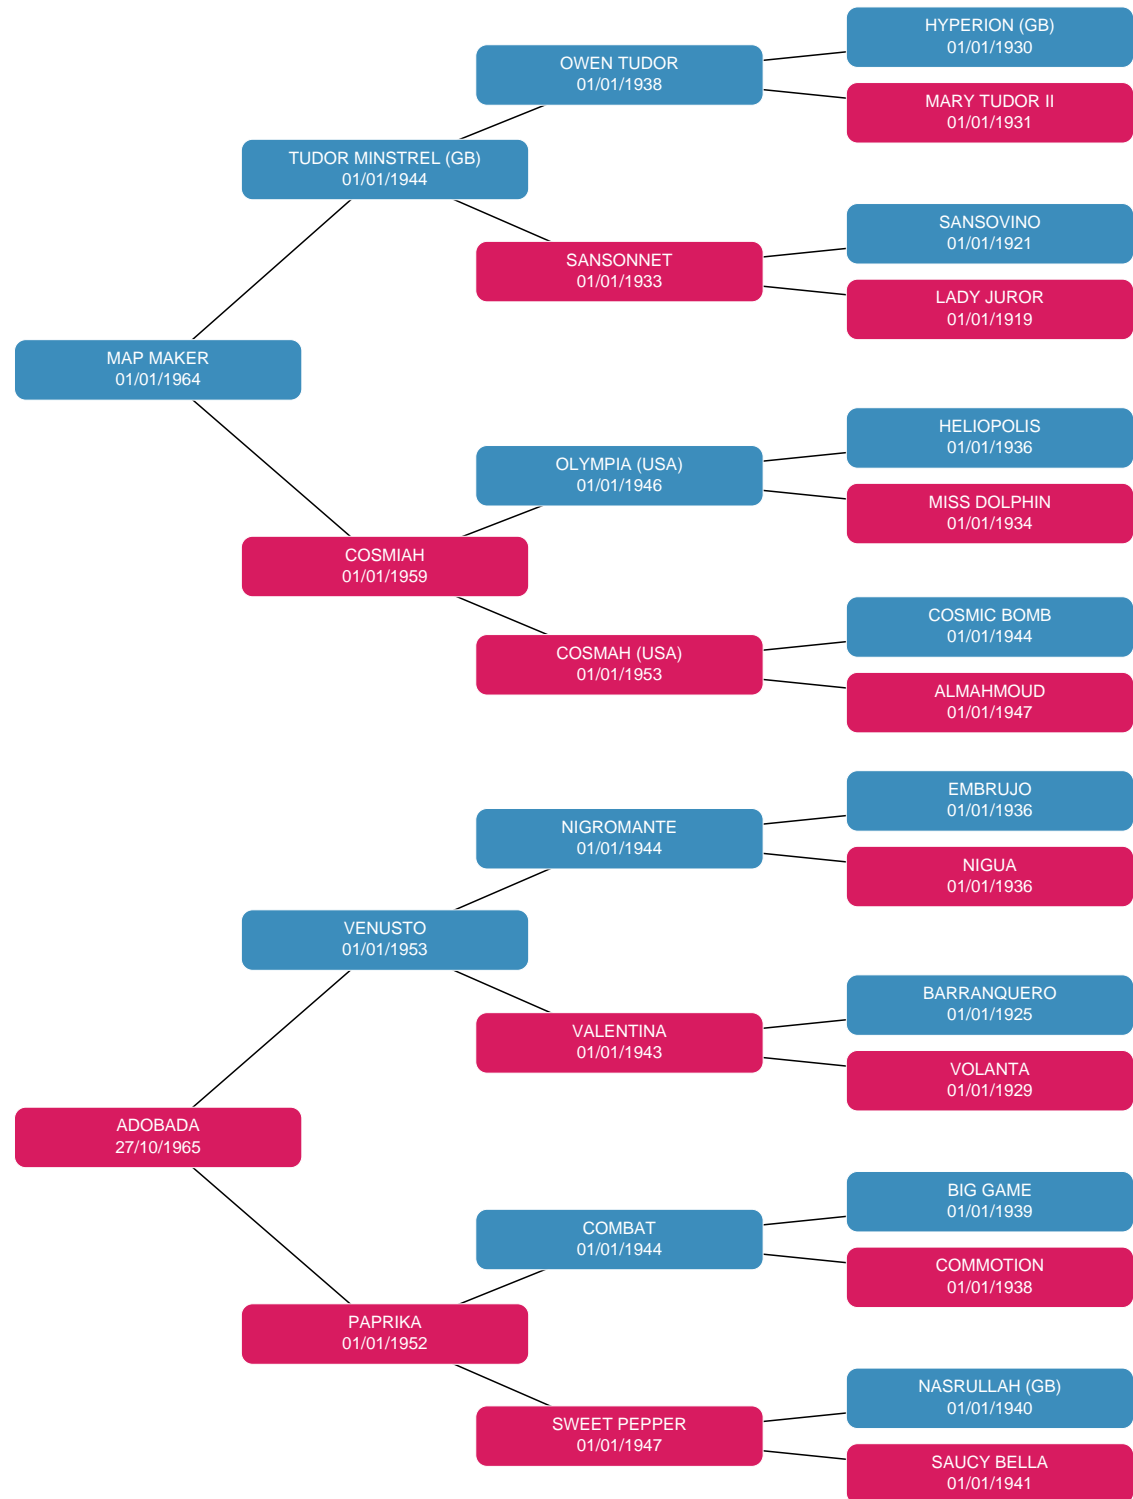 HYPERION (GB)
01/01/1930
OWEN TUDOR
01/01/1938
MARY TUDOR II
01/01/1931
TUDOR MINSTREL (GB)
01/01/1944
SANSOVINO
01/01/1921
SANSONNET
01/01/1933
LADY JUROR
01/01/1919
MAP MAKER
01/01/1964
HELIOPOLIS
01/01/1936
OLYMPIA (USA)
01/01/1946
MISS DOLPHIN
01/01/1934
COSMIAH
01/01/1959
COSMIC BOMB
01/01/1944
COSMAH (USA)
01/01/1953
ALMAHMOUD
01/01/1947
EMBRUJO
01/01/1936
NIGROMANTE
01/01/1944
NIGUA
01/01/1936
VENUSTO
01/01/1953
BARRANQUERO
01/01/1925
VALENTINA
01/01/1943
VOLANTA
01/01/1929
ADOBADA
27/10/1965
BIG GAME
01/01/1939
COMBAT
01/01/1944
COMMOTION
01/01/1938
PAPRIKA
01/01/1952
NASRULLAH (GB)
01/01/1940
SWEET PEPPER
01/01/1947
SAUCY BELLA
01/01/1941